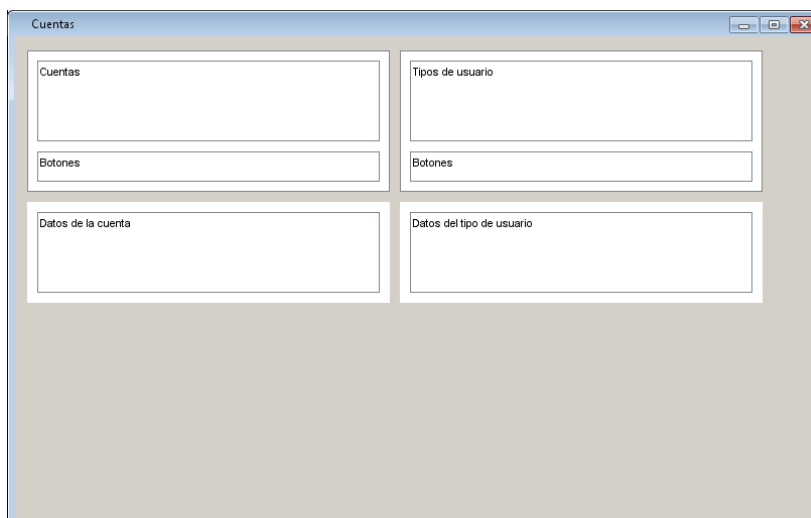 Cuentas
Cuentas
Tipos de usuario
Botones
Botones
Datos de la cuenta
Datos del tipo de usuario